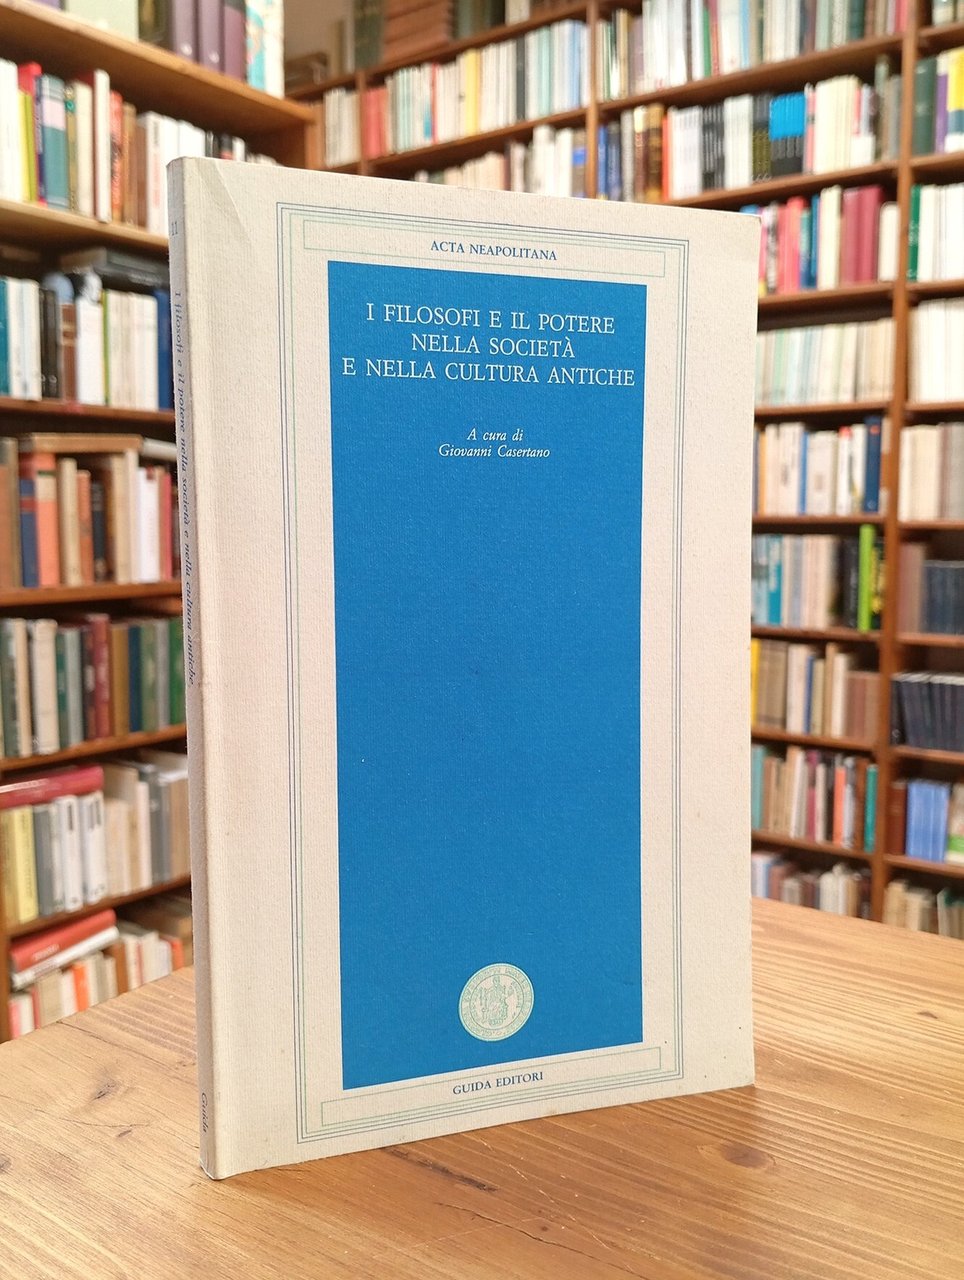 ACTA NEAPOLITANA
I FILOSOFI E IL POTERE
NELLA SOCIETÀ
E NELLA CULTURA ANTICHE
A cura di
Giovanni Casertano
GUIDA EDITORI
11
I filosofi e il potere nella società e nella cultura antiche
Guida